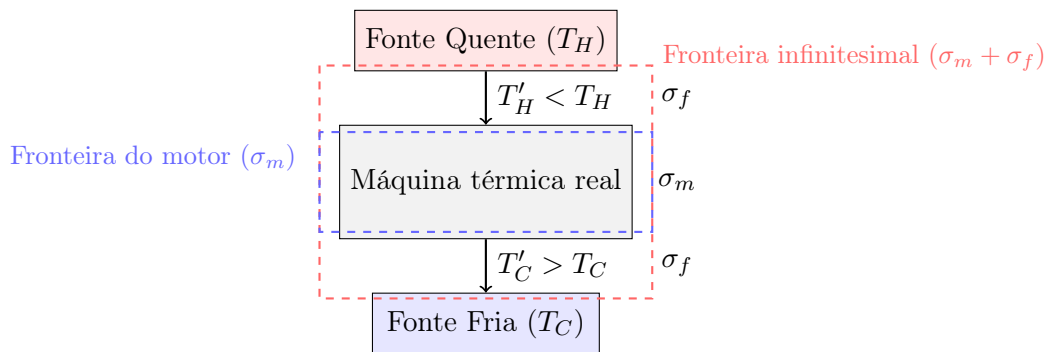 Fonte Quente (T_H)
Fronteira infinitesimal (σ_m + σ_f)
T'_H < T_H
σ_f
Fronteira do motor (σ_m)
Máquina térmica real
σ_m
T'_C > T_C
σ_f
Fonte Fria (T_C)